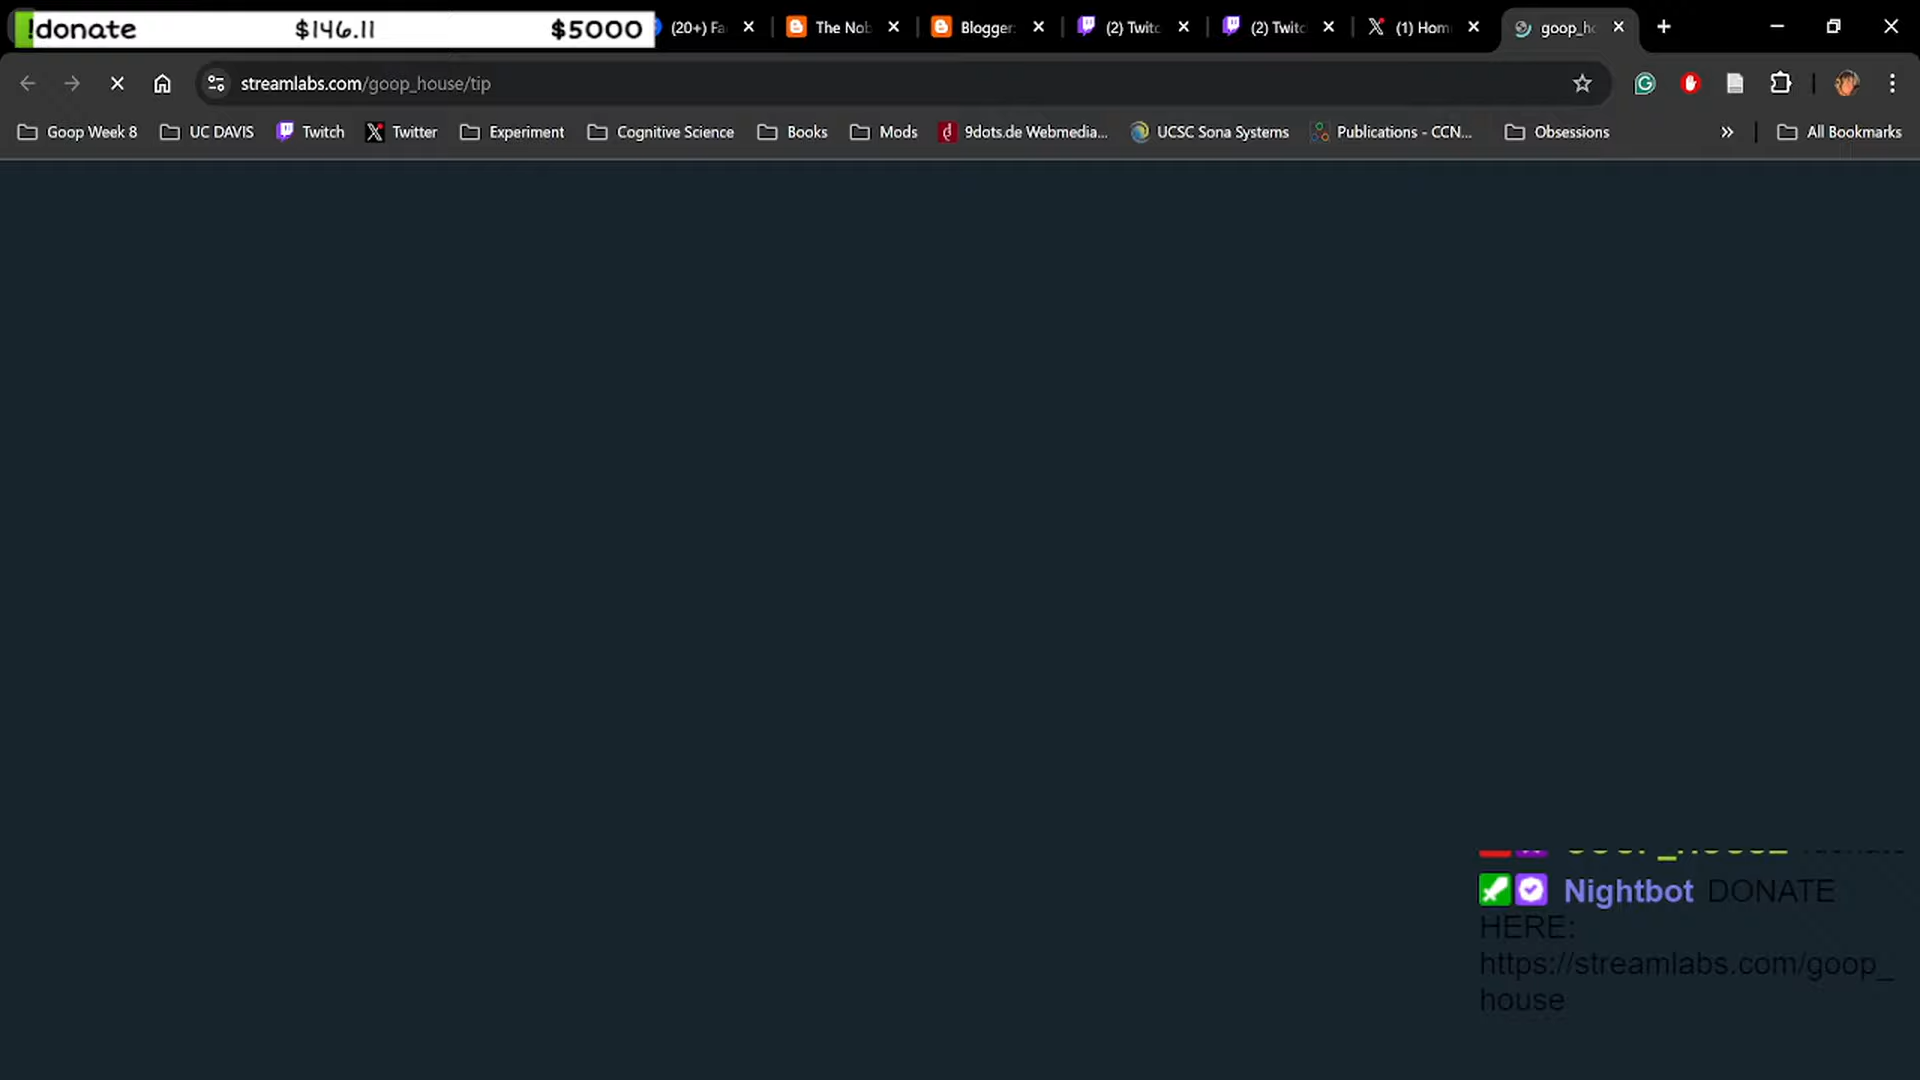 !donate $146.11 $5000
(20+) Fa
The Nob
Blogger:
(2) Twitc
(2) Twitc
(1) Hom
goop_ho
streamlabs.com/goop_house/tip
Goop Week 8
UC DAVIS
Twitch
Twitter
Experiment
Cognitive Science
Books
Mods
9dots.de Webmedia...
UCSC Sona Systems
Publications - CCN...
Obsessions
All Bookmarks
Nightbot DONATE
HERE:
https://streamlabs.com/goop_
house